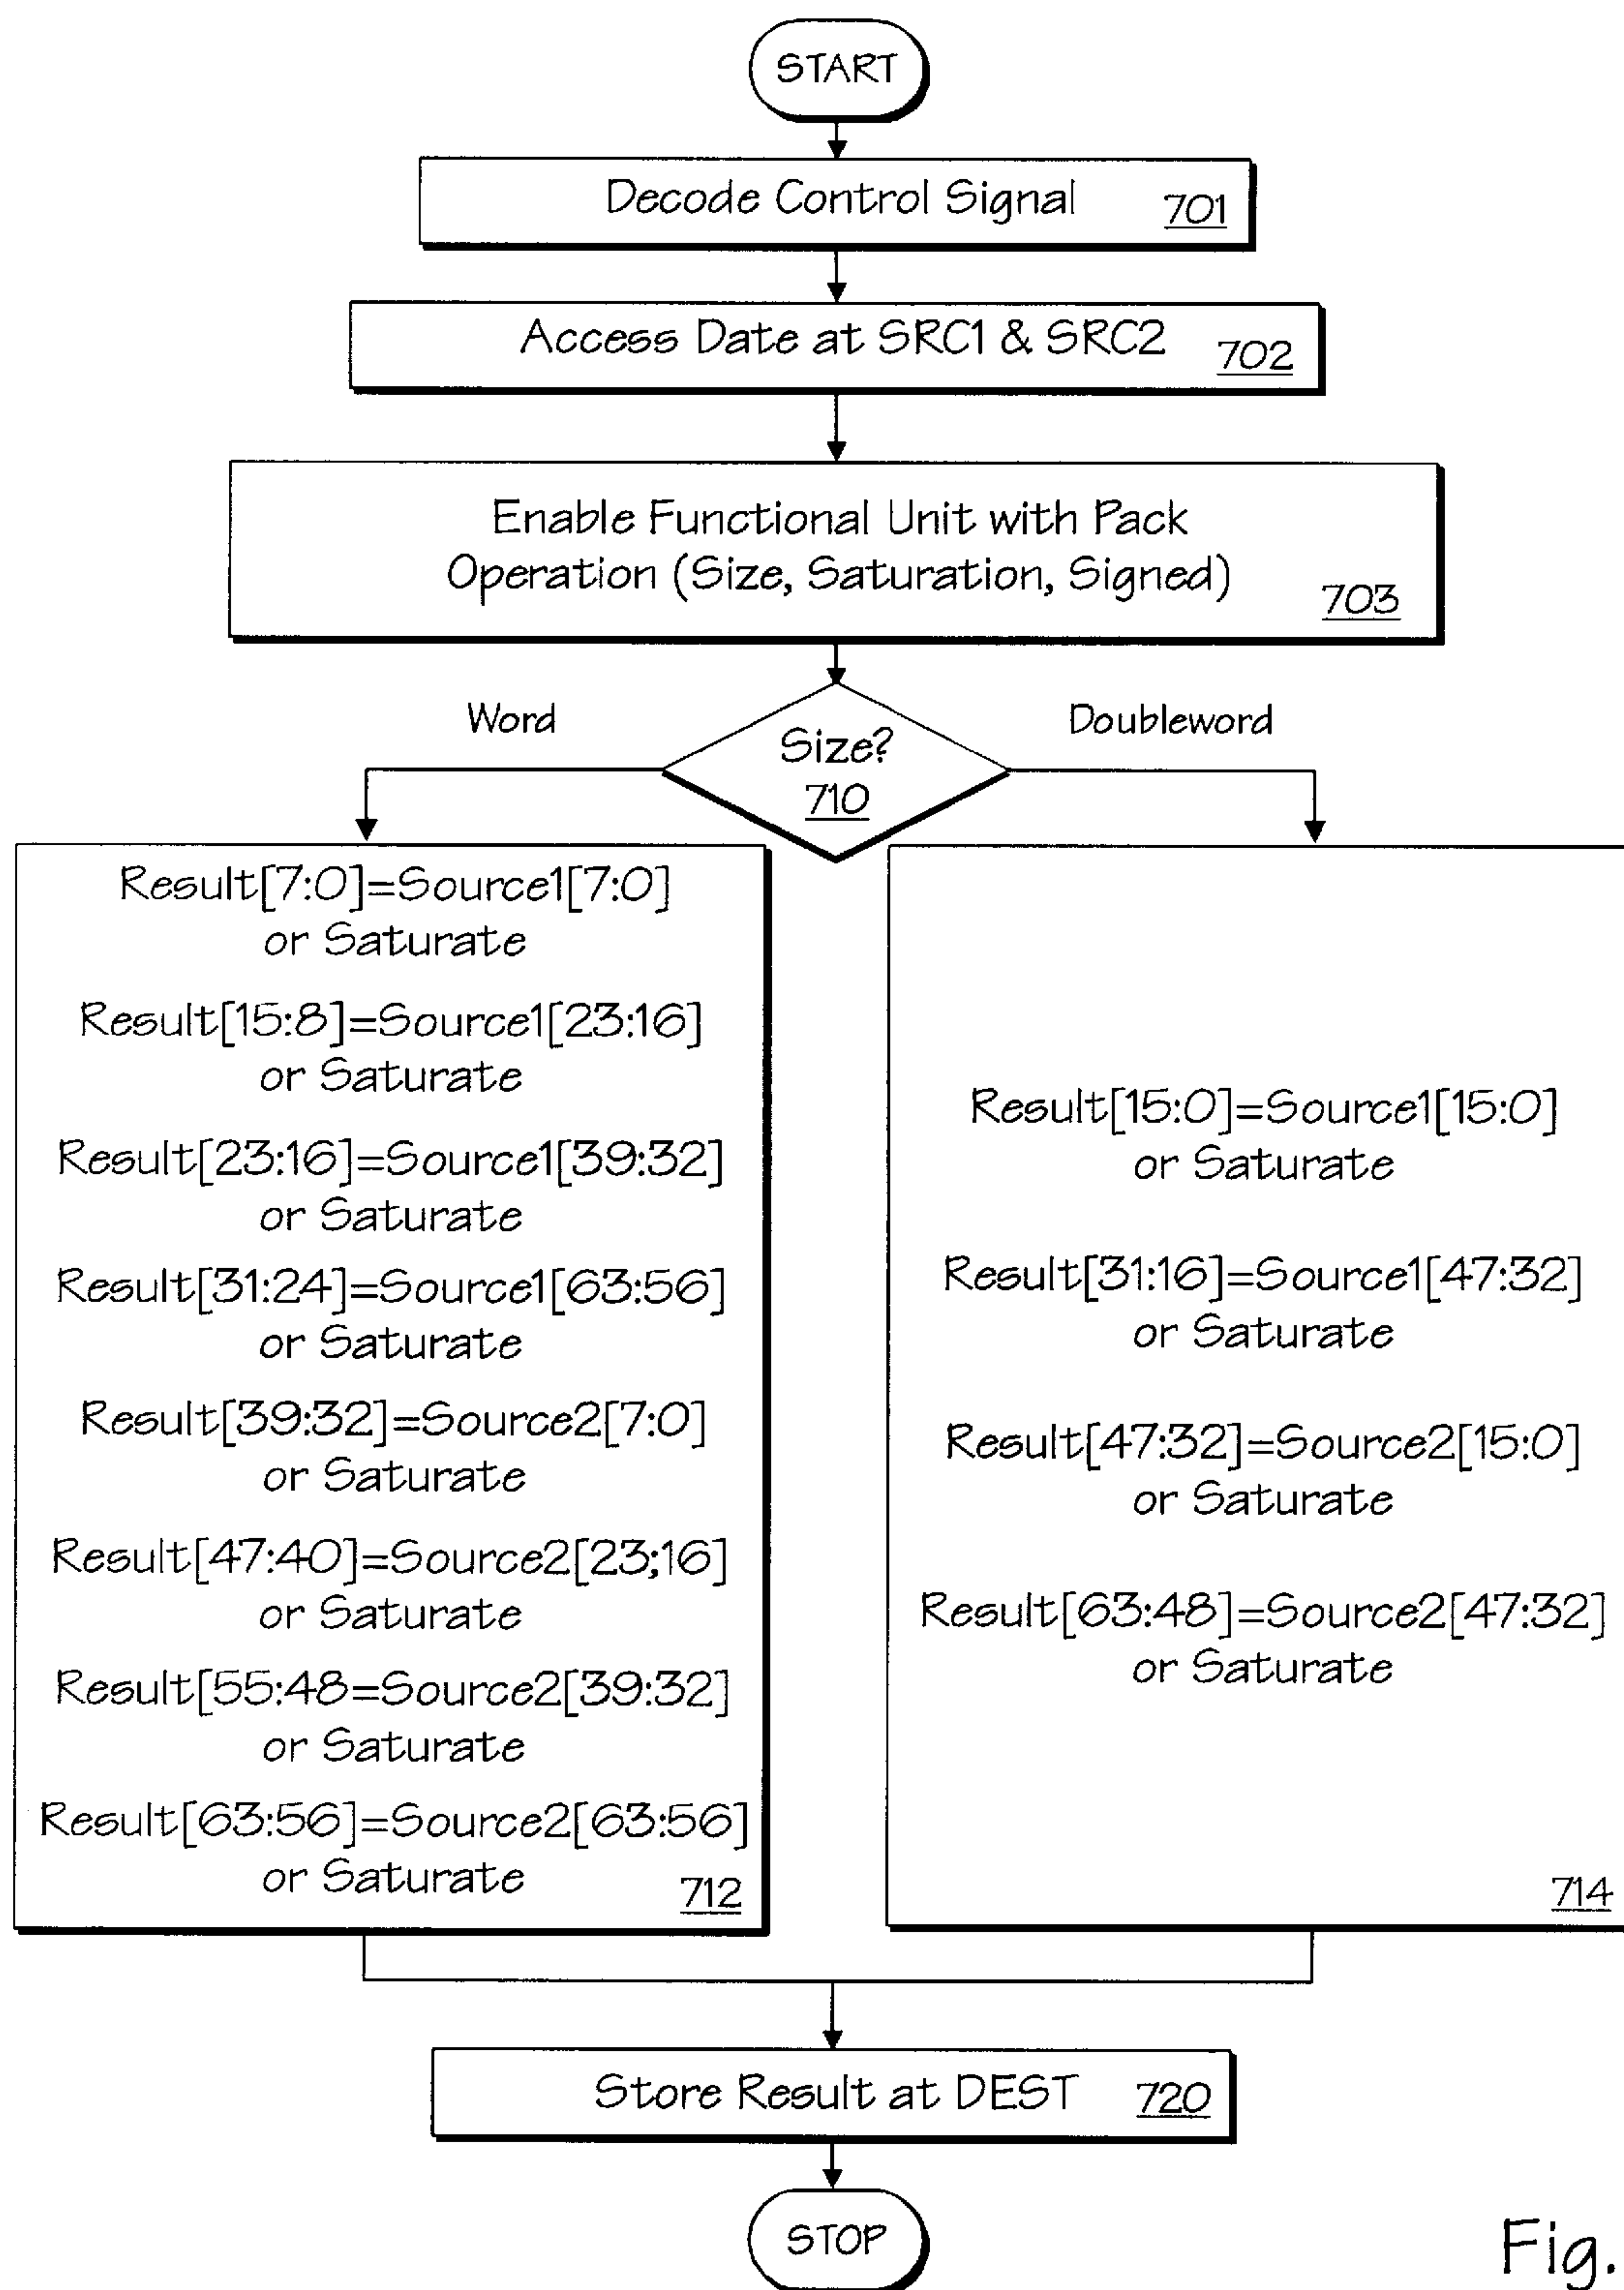 START
Decode Control Signal 701
Access Date at SRC1 & SRC2 702
Enable Functional Unit with Pack
Operation (Size, Saturation, Signed)
703
Word
Doubleword
Size?
710
Result[7:0]=Source1[7:0]
or Saturate
Result[15:8]=Source1[23:16]
or Saturate
Result[23:16]=Source1[39:32]
or Saturate
Result[31:24]=Source1[63:56]
or Saturate
Result[39:32]=Source2[7:0]
or Saturate
Result[47:40]=Source2[23;16]
or Saturate
Result[55:48=Source2[39:32]
or Saturate
Result[63:56]=Source2[63:56]
or Saturate
712
Result[15:0]=Source1[15:0]
or Saturate
Result[31:16]=Source1[47:32]
or Saturate
Result[47:32]=Source2[15:0]
or Saturate
Result[63:48]=Source2[47:32]
or Saturate
714
Store Result at DEST 720
STOP
Fig.